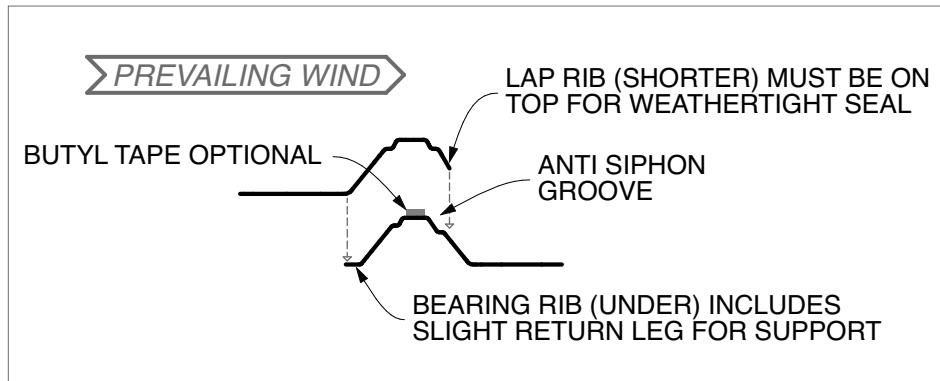 PREVAILING WIND
LAP RIB (SHORTER) MUST BE ON
TOP FOR WEATHERTIGHT SEAL
BUTYL TAPE OPTIONAL
ANTI SIPHON
GROOVE
BEARING RIB (UNDER) INCLUDES
SLIGHT RETURN LEG FOR SUPPORT